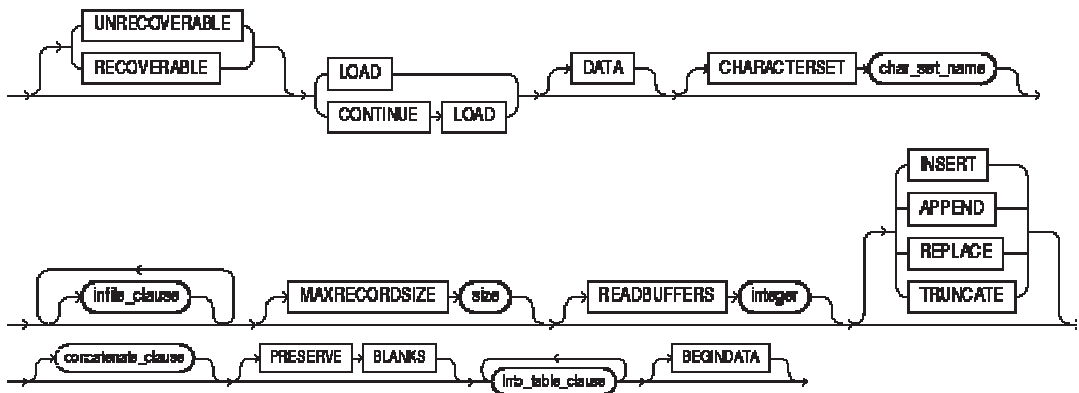 UNRECOVERABLE
RECOVERABLE
LOAD
CONTINUE LOAD
DATA
CHARACTERSET char_set_name
infile_clause
MAXRECORDSIZE size
READBUFFERS integer
INSERT
APPEND
REPLACE
TRUNCATE
concatenate_clause
PRESERVE BLANKS
into_table_clause
BEGINDATA